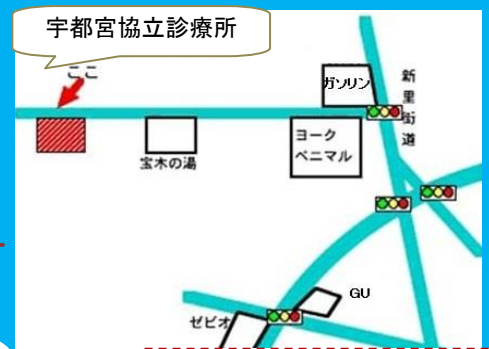 宇都宮協立診療所
ここ
ガソリン
新里街道
ヨーク
ベニマル
宝木の湯
GU
ゼビオ